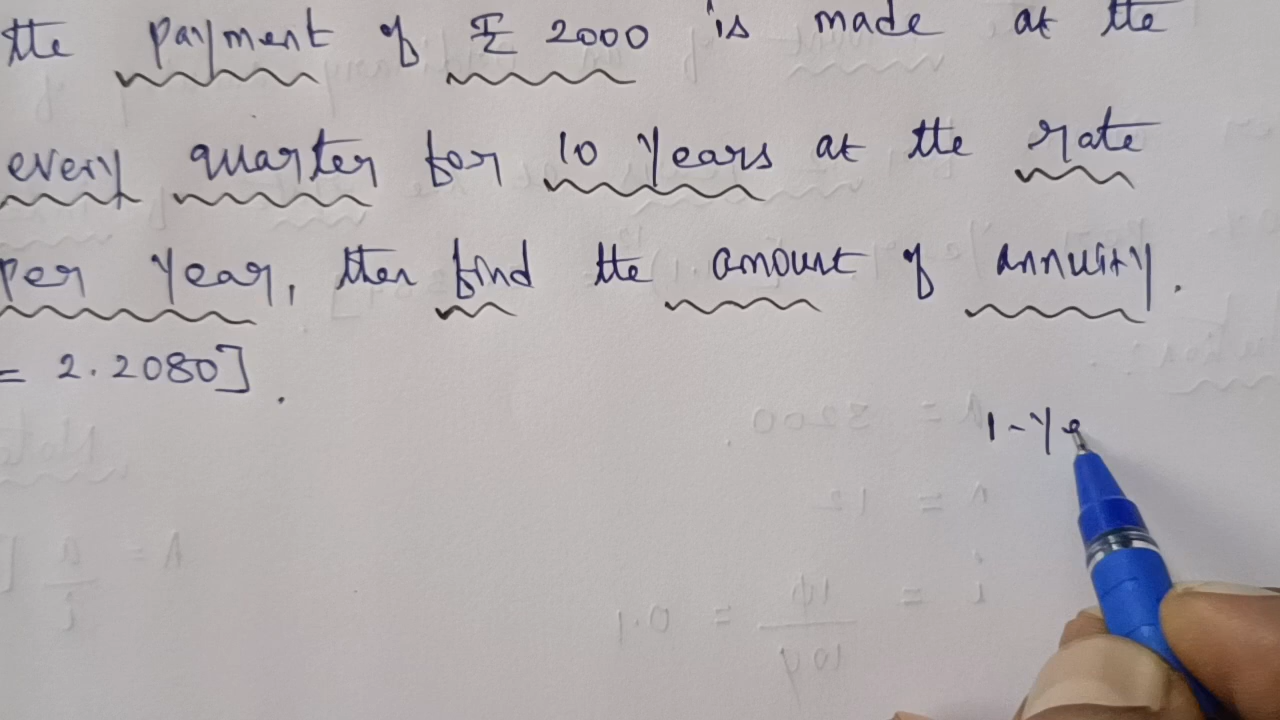 the payment of ₹ 2000 is made at the
every quarter for 10 years at the rate
per year, then find the amount of annuity.
= 2.2080].
1 - ye